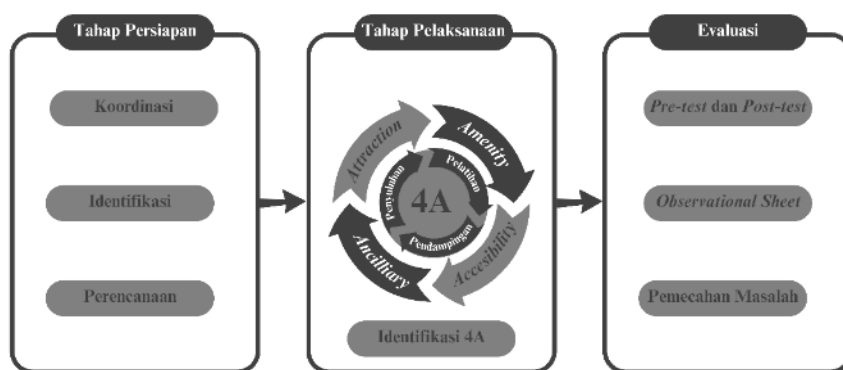 Tahap Persiapan
Koordinasi
Identifikasi
Perencanaan
Tahap Pelaksanaan
Attraction
Amenity
Accesibility
Ancilliary
Penyuluhan
Pelatihan
Pendampingan
4A
Identifikasi 4A
Evaluasi
Pre-test dan Post-test
Observational Sheet
Pemecahan Masalah